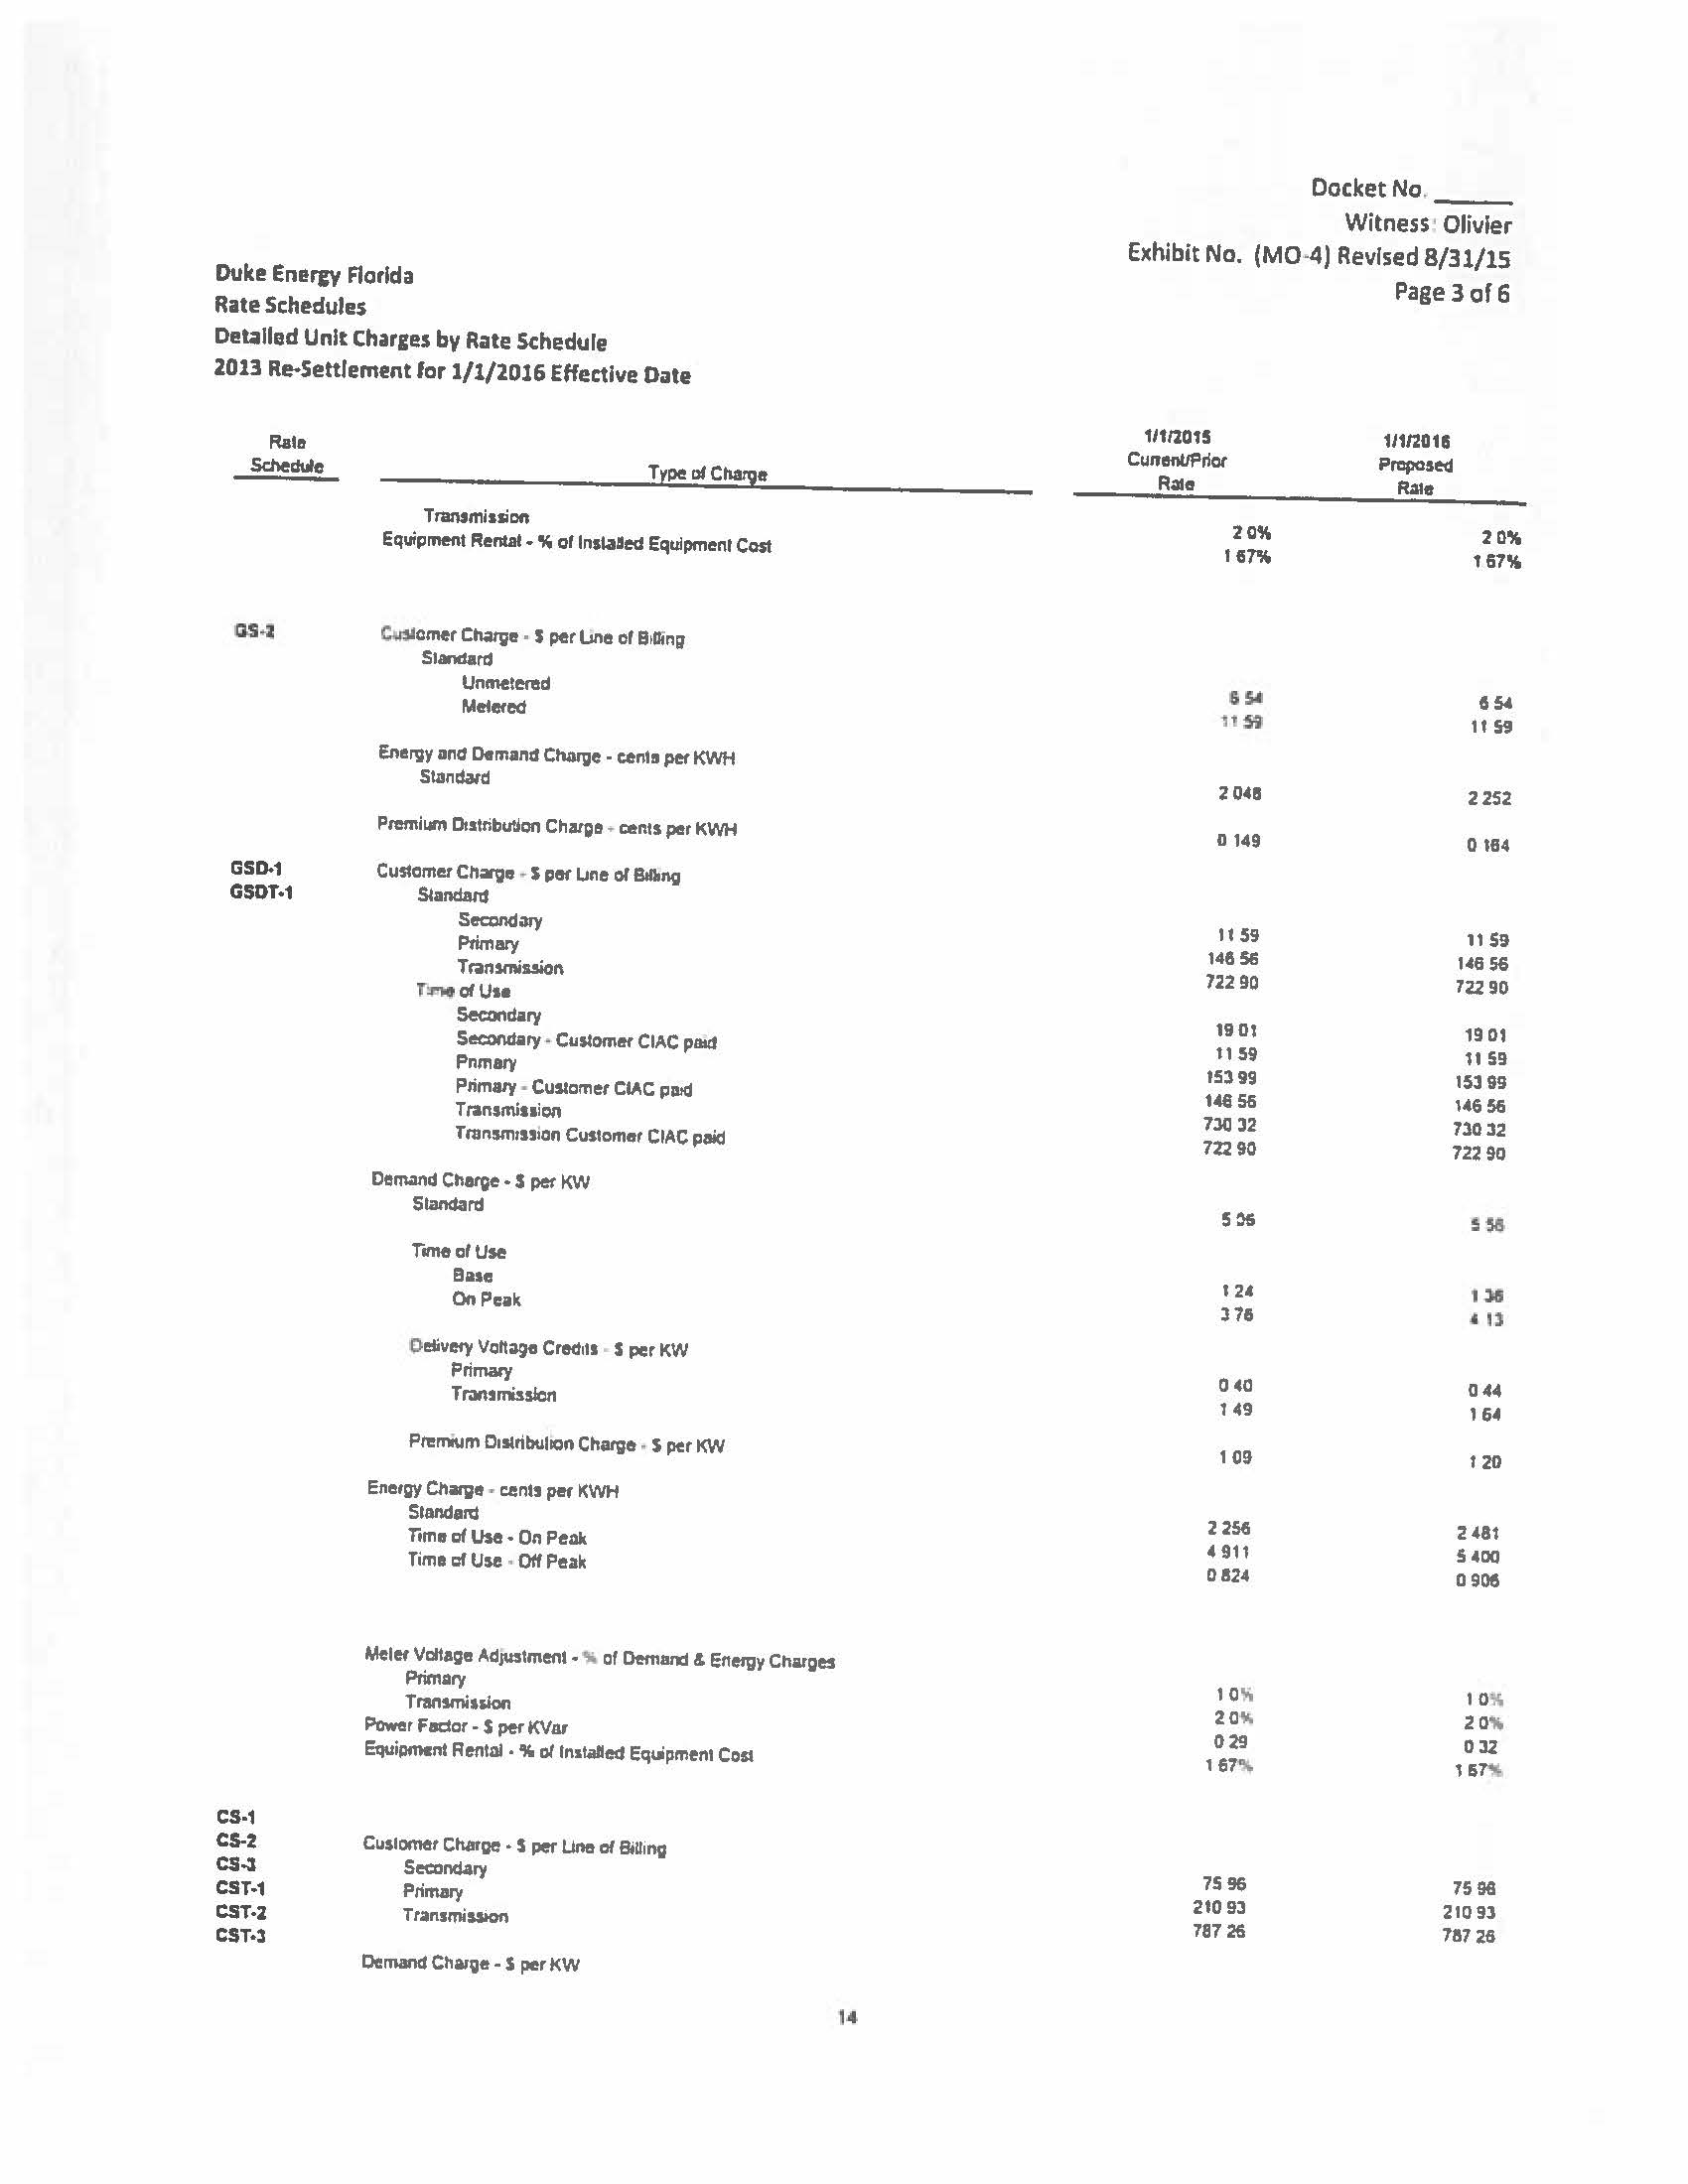 Docket No. ______
Witness: Olivier
Exhibit No. (MO-4) Revised 8/31/15
Page 3 of 6
Duke Energy Florida
Rate Schedules
Detailed Unit Charges by Rate Schedule
2013 Re-Settlement for 1/1/2016 Effective Date
Rate Schedule Type of Charge 1/1/2015 Current/Prior Rate 1/1/2016 Proposed Rate
Transmission 2 0% 2 0%
Equipment Rental - % of Installed Equipment Cost 1 67% 1 67%
GS-2 Customer Charge - $ per Line of Billing
Standard
Unmetered 6 54 6 54
Metered 11 59 11 59
Energy and Demand Charge - cents per KWH
Standard 2 048 2 252
Premium Distribution Charge - cents per KWH 0 149 0 164
GSD-1 Customer Charge - $ per Line of Billing
GSDT-1 Standard
Secondary 11 59 11 59
Primary 146 56 146 56
Transmission 722 90 722 90
Time of Use
Secondary 19 01 19 01
Secondary - Customer CIAC paid 11 59 11 59
Primary 153 99 153 99
Primary - Customer CIAC paid 146 56 146 56
Transmission 730 32 730 32
Transmission Customer CIAC paid 722 90 722 90
Demand Charge - $ per KW
Standard 5 06 5 56
Time of Use
Base 1 24 1 36
On Peak 3 76 4 13
Delivery Voltage Credits - $ per KW
Primary 0 40 0 44
Transmission 1 49 1 64
Premium Distribution Charge - $ per KW 1 09 1 20
Energy Charge - cents per KWH
Standard 2 256 2 481
Time of Use - On Peak 4 911 5 400
Time of Use - Off Peak 0 824 0 906
Meter Voltage Adjustment - % of Demand & Energy Charges
Primary 1 0% 1 0%
Transmission 2 0% 2 0%
Power Factor - $ per KVar 0 29 0 32
Equipment Rental - % of Installed Equipment Cost 1 67% 1 67%
CS-1
CS-2 Customer Charge - $ per Line of Billing
CS-3 Secondary 75 96 75 96
CST-1 Primary 210 93 210 93
CST-2 Transmission 787 26 787 26
CST-3
Demand Charge - $ per KW
14